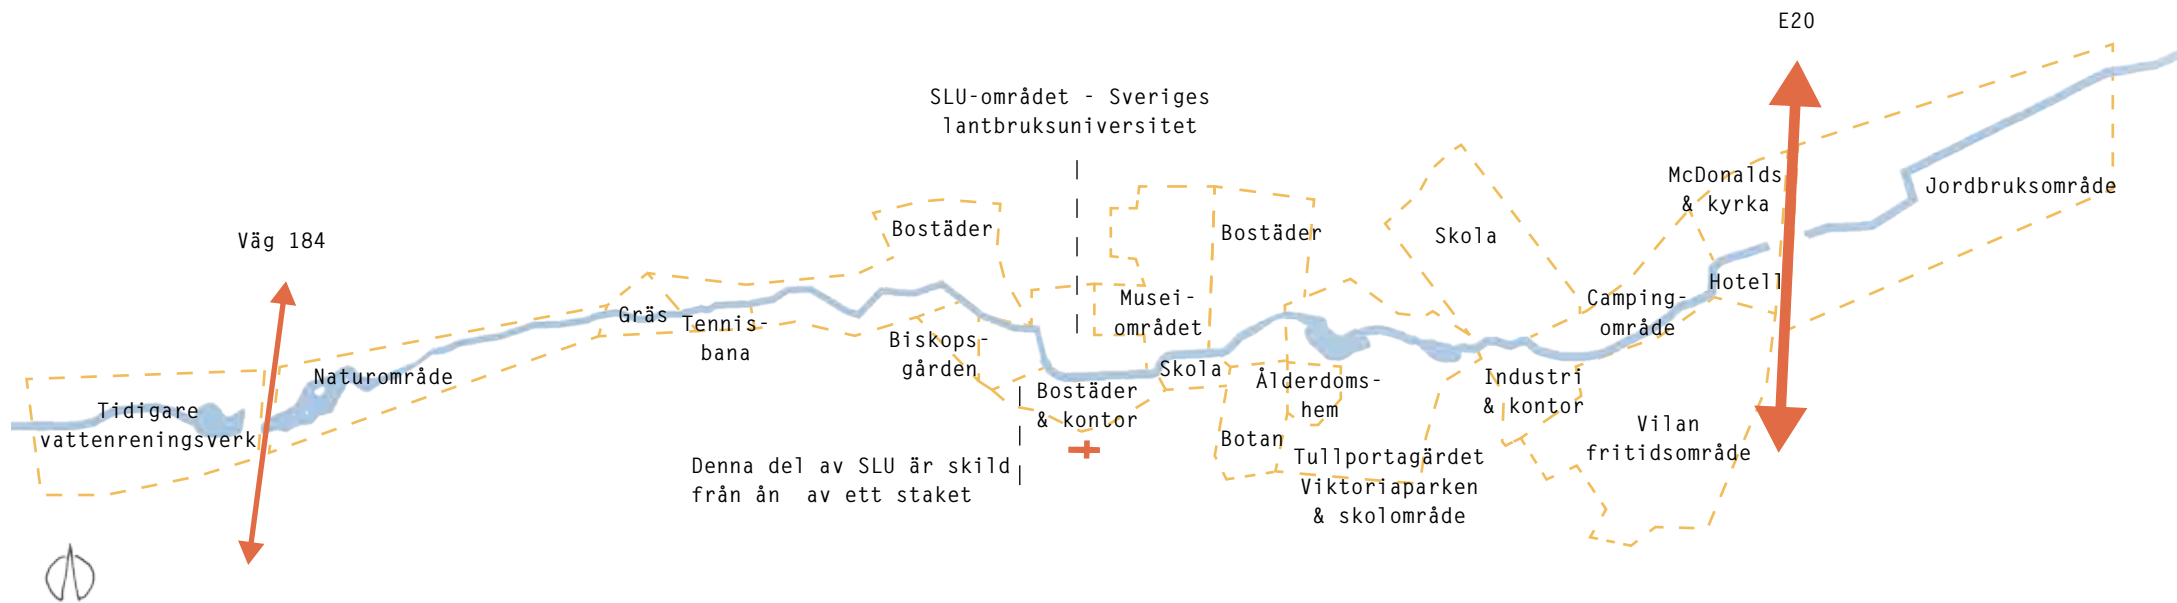 E20
SLU-området - Sveriges
lantbruksuniversitet
Väg 184
Bostäder
Bostäder
Skola
McDonalds
& kyrka
Jordbruksområde
Gräs
Tennis-
bana
Biskops-
gården
Musei-
området
Camping-
område
Hotell
Naturområde
Tidigare
vattenreningsverk
Bostäder
& kontor
Skola
Ålderdoms-
hem
Industri
& kontor
Botan
Vilan
fritidsområde
Denna del av SLU är skild
från ån  av ett staket
Tullportagärdet
Viktoriaparken
& skolområde